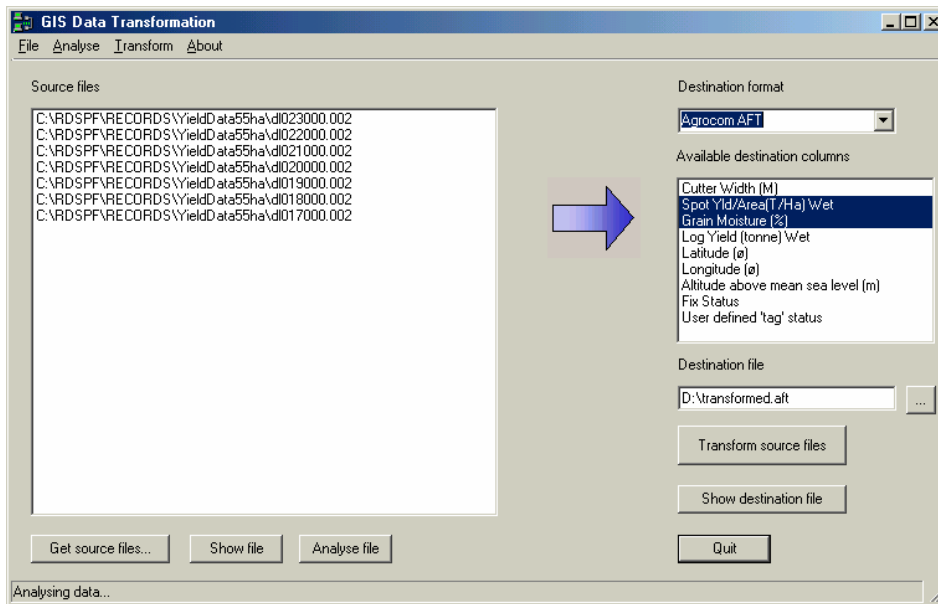 GIS Data Transformation
File Analyse Transform About
Source files
C:\RDSPF\RECORDS\YieldData55ha\dl023000.002
C:\RDSPF\RECORDS\YieldData55ha\dl022000.002
C:\RDSPF\RECORDS\YieldData55ha\dl021000.002
C:\RDSPF\RECORDS\YieldData55ha\dl020000.002
C:\RDSPF\RECORDS\YieldData55ha\dl019000.002
C:\RDSPF\RECORDS\YieldData55ha\dl018000.002
C:\RDSPF\RECORDS\YieldData55ha\dl017000.002
Get source files...
Show file
Analyse file
Destination format
Agrocom AFT
Available destination columns
Cutter Width (M)
Spot Yld/Area(T/Ha) Wet
Grain Moisture (%)
Log Yield (tonne) Wet
Latitude (ø)
Longitude (ø)
Altitude above mean sea level (m)
Fix Status
User defined 'tag' status
Destination file
D:\transformed.aft
...
Transform source files
Show destination file
Quit
Analysing data...